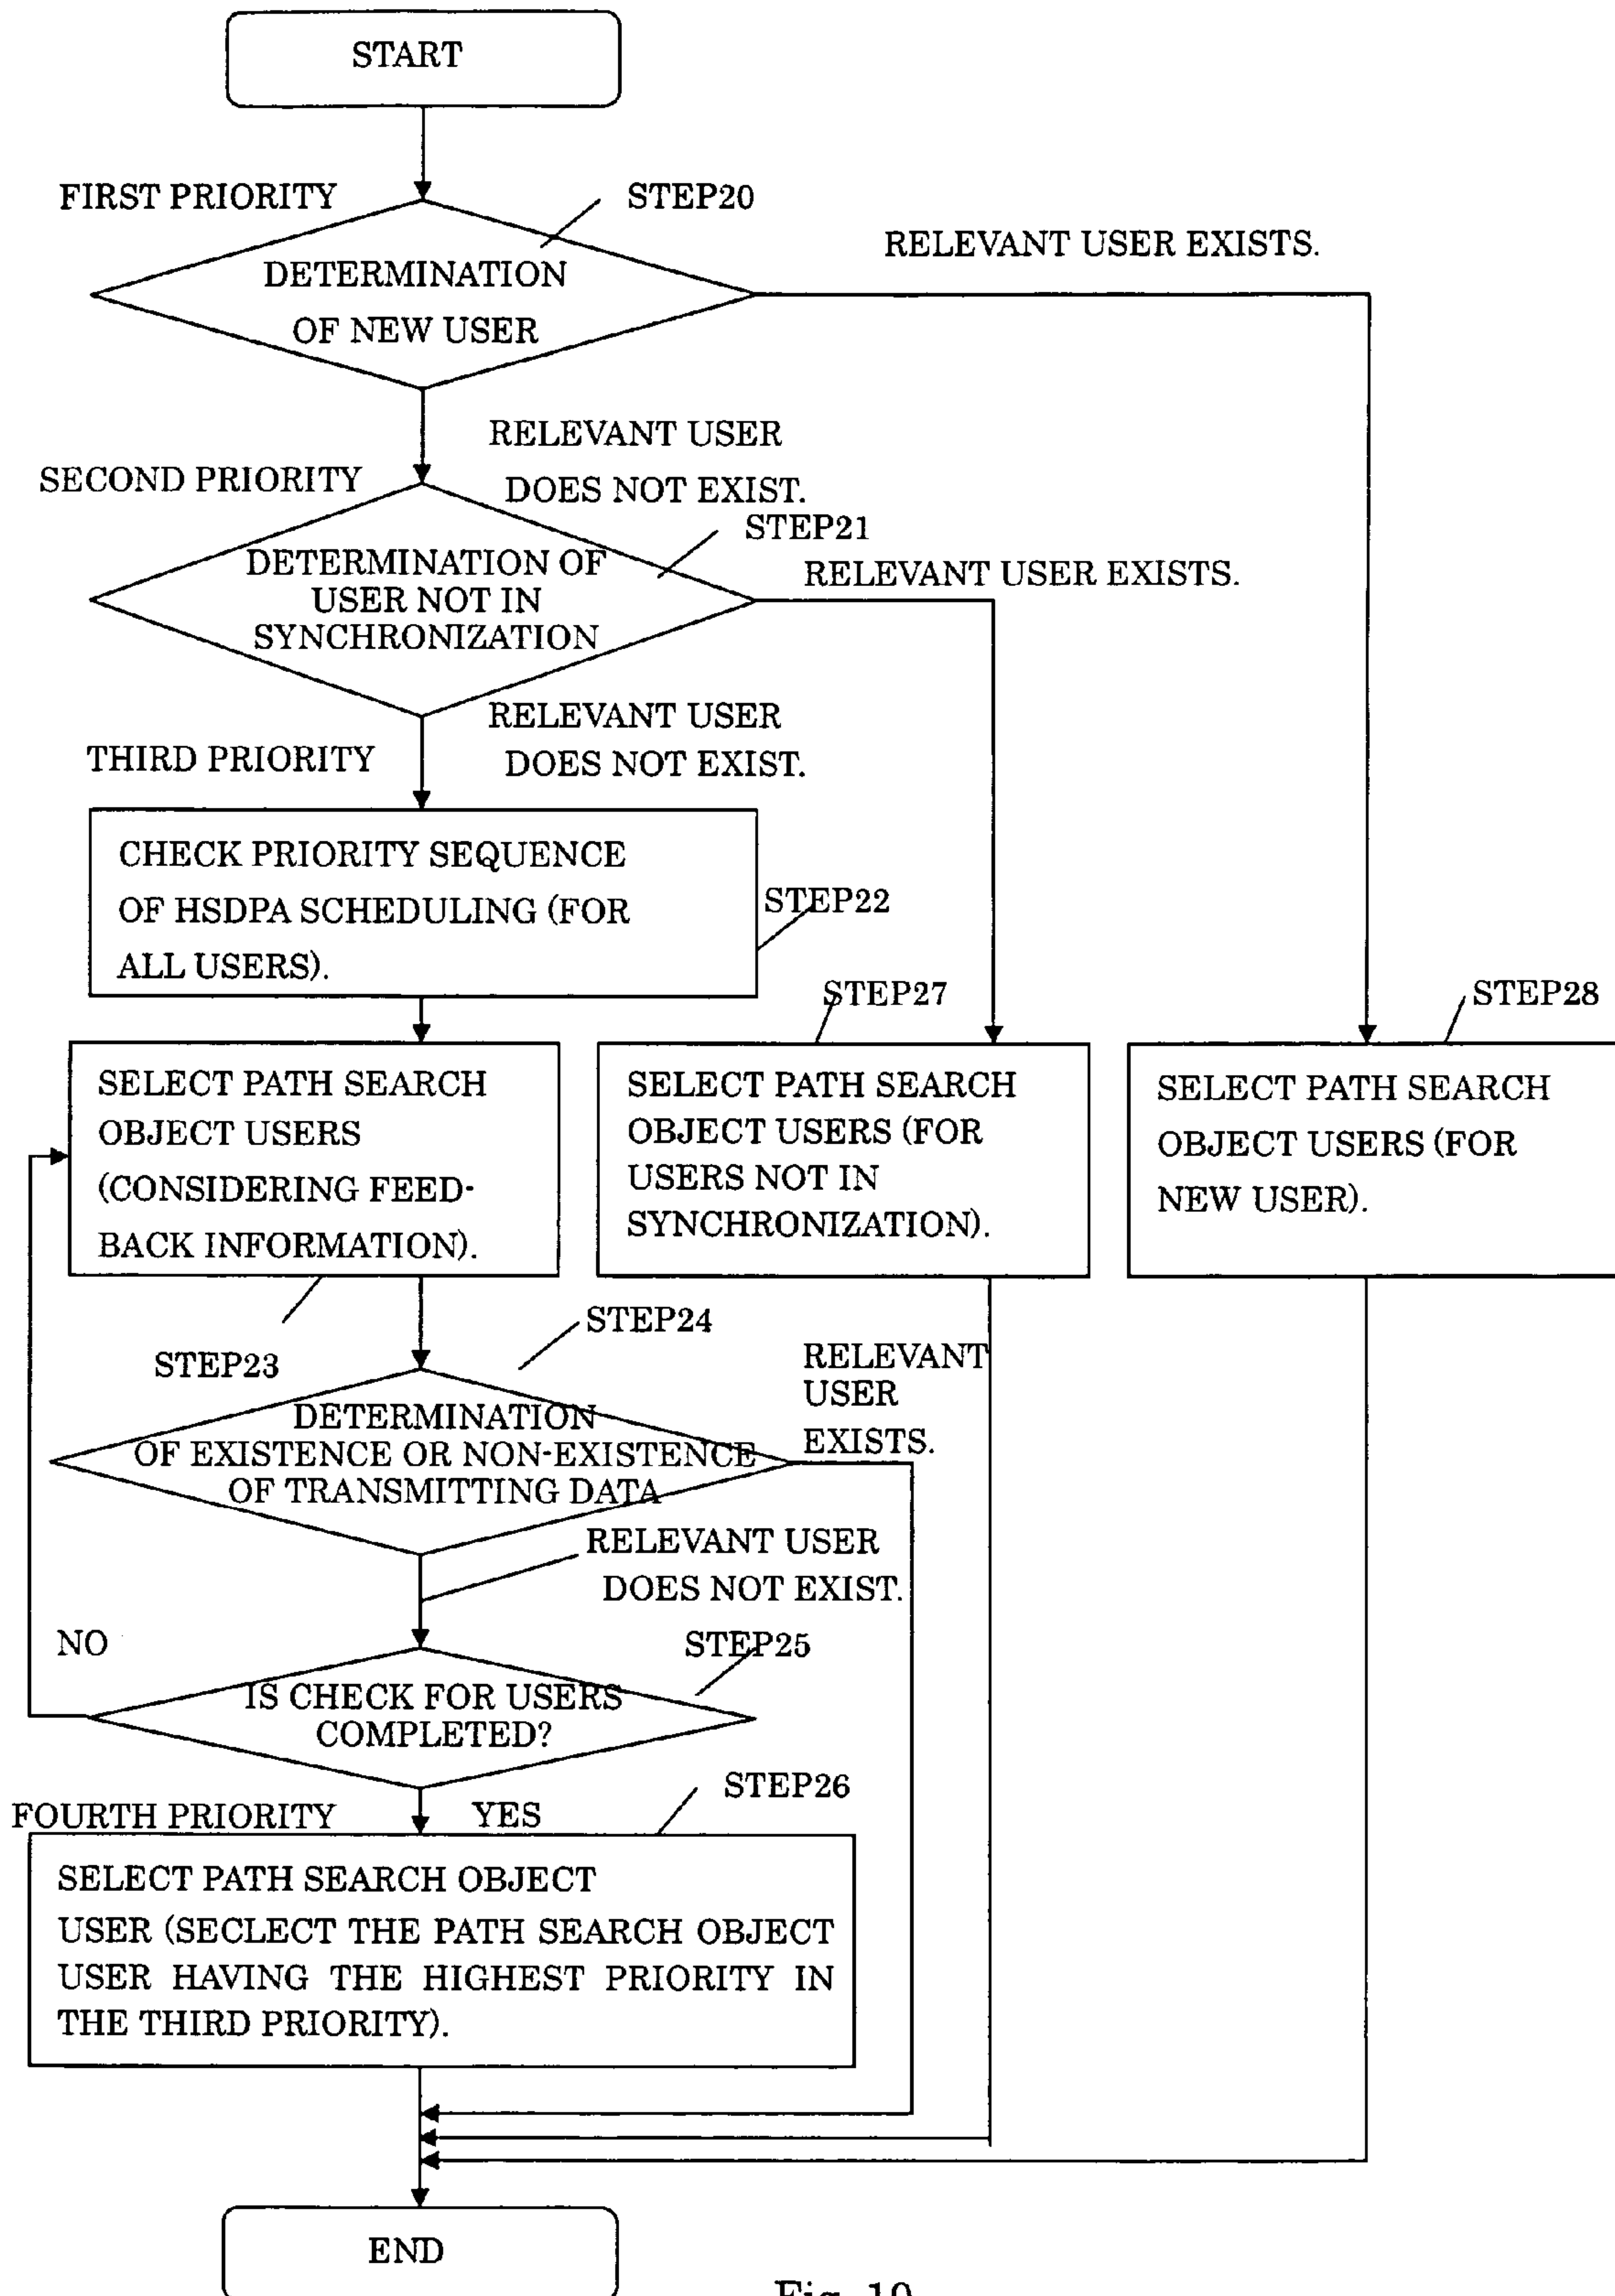 START
FIRST PRIORITY
STEP20
RELEVANT USER EXISTS.
DETERMINATION
OF NEW USER
RELEVANT USER
DOES NOT EXIST.
SECOND PRIORITY
STEP21
RELEVANT USER EXISTS.
DETERMINATION OF
USER NOT IN
SYNCHRONIZATION
RELEVANT USER
DOES NOT EXIST.
THIRD PRIORITY
CHECK PRIORITY SEQUENCE
OF HSDPA SCHEDULING (FOR
ALL USERS).
STEP22
STEP27
STEP28
SELECT PATH SEARCH
OBJECT USERS
(CONSIDERING FEED-
BACK INFORMATION).
SELECT PATH SEARCH
OBJECT USERS (FOR
USERS NOT IN
SYNCHRONIZATION).
SELECT PATH SEARCH
OBJECT USERS (FOR
NEW USER).
STEP23
STEP24
RELEVANT
USER
EXISTS.
DETERMINATION
OF EXISTENCE OR NON-EXISTENCE
OF TRANSMITTING DATA
RELEVANT USER
DOES NOT EXIST.
NO
STEP25
IS CHECK FOR USERS
COMPLETED?
STEP26
FOURTH PRIORITY
YES
SELECT PATH SEARCH OBJECT
USER (SECLECT THE PATH SEARCH OBJECT
USER HAVING THE HIGHEST PRIORITY IN
THE THIRD PRIORITY).
END